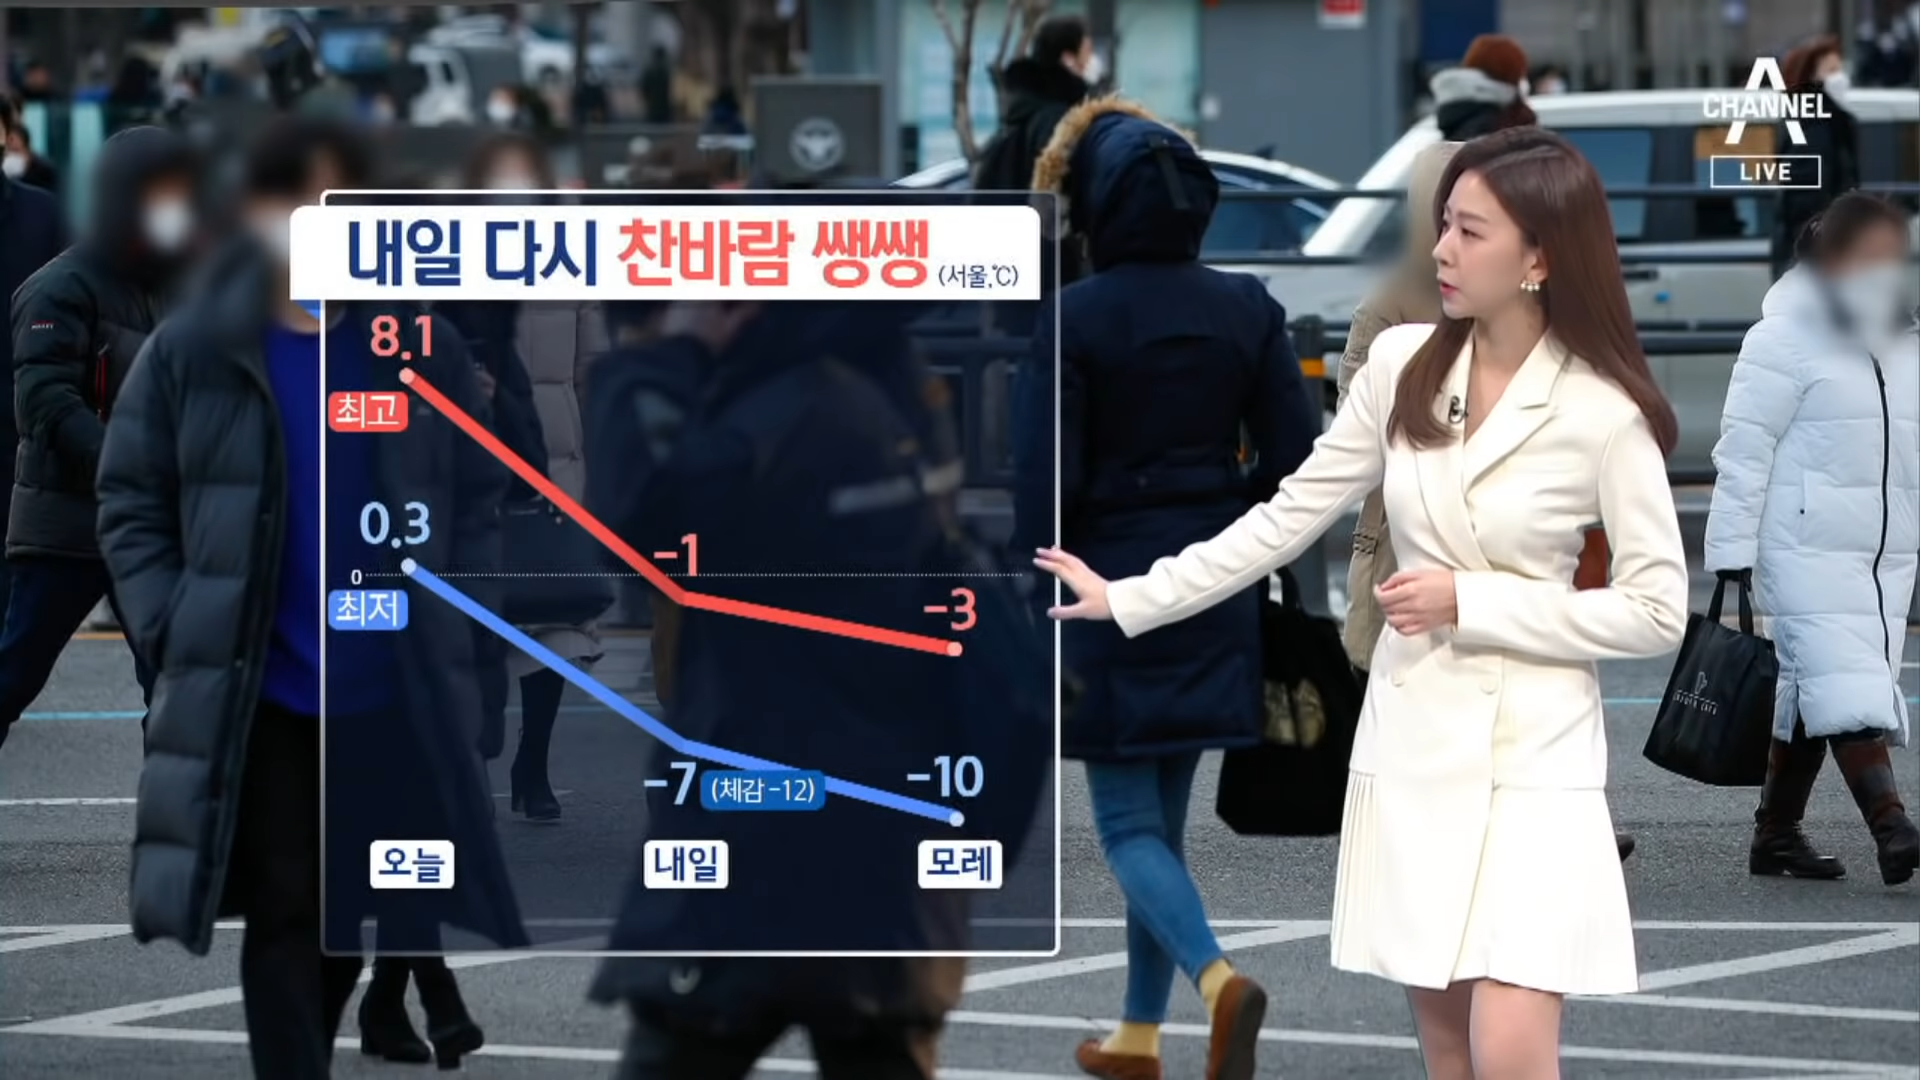 CHANNEL A
LIVE
내일 다시 찬바람 쌩쌩 (서울,℃)
8.1
최고
0.3
0
최저
-1
-3
-7 (체감 -12)
-10
오늘 내일 모레